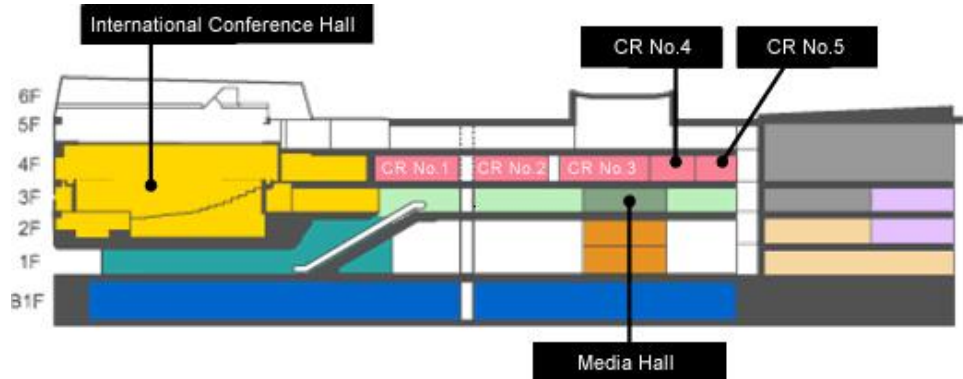 International Conference Hall
CR No.4
CR No.5
6F
5F
4F
CR No.1
CR No.2
CR No.3
3F
2F
1F
B1F
Media Hall